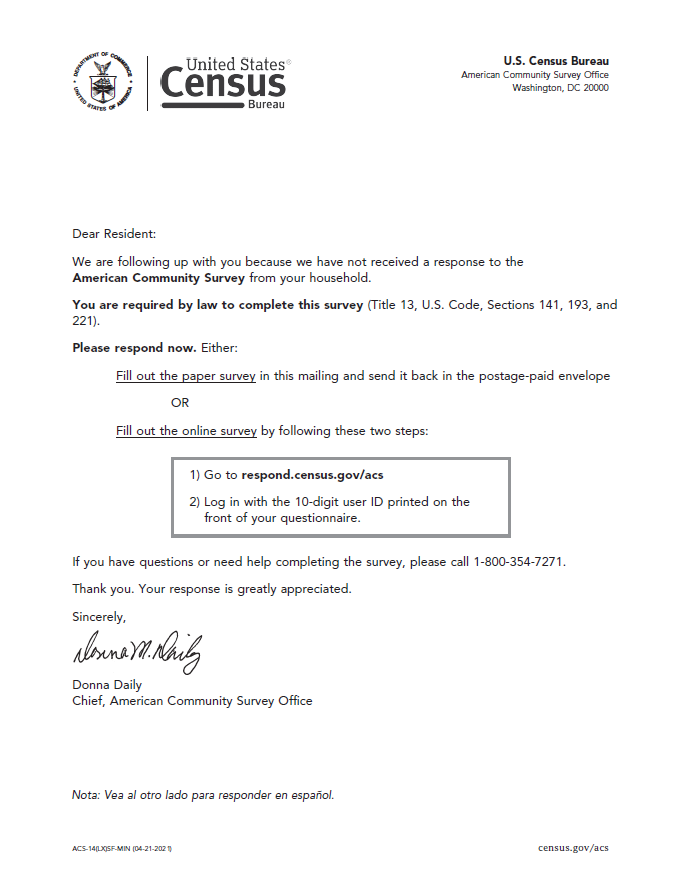 DEPARTMENT OF COMMERCE
UNITED STATES OF AMERICA
United States®
Census
Bureau
U.S. Census Bureau
American Community Survey Office
Washington, DC 20000
Dear Resident:
We are following up with you because we have not received a response to the
American Community Survey from your household.
You are required by law to complete this survey (Title 13, U.S. Code, Sections 141, 193, and
221).
Please respond now. Either:
Fill out the paper survey in this mailing and send it back in the postage-paid envelope
OR
Fill out the online survey by following these two steps:
1) Go to respond.census.gov/acs
2) Log in with the 10-digit user ID printed on the
front of your questionnaire.
If you have questions or need help completing the survey, please call 1-800-354-7271.
Thank you. Your response is greatly appreciated.
Sincerely,
Donna M. Daily
Donna Daily
Chief, American Community Survey Office
Nota: Vea al otro lado para responder en español.
ACS-14(LX)SF-MIN (04-21-2021)
census.gov/acs